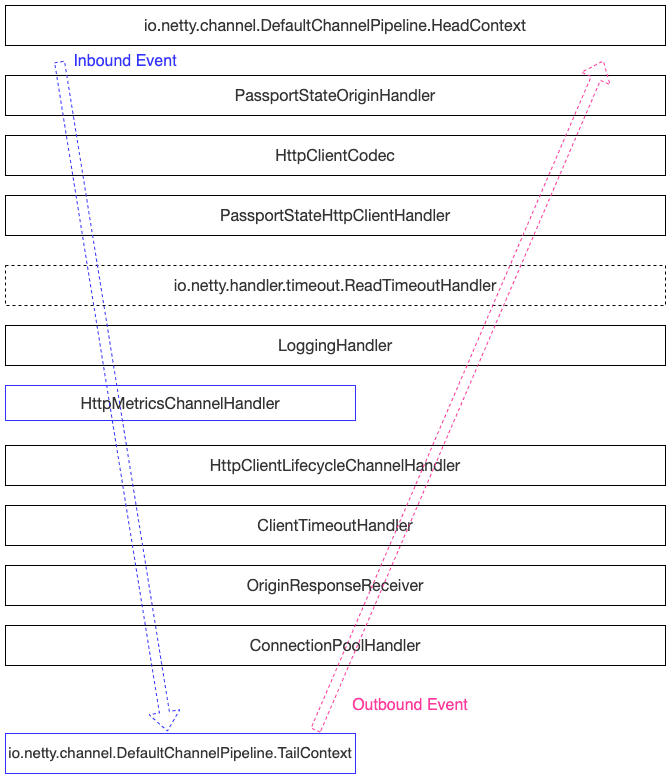 io.netty.channel.DefaultChannelPipeline.HeadContext
Inbound Event
PassportStateOriginHandler
HttpClientCodec
PassportStateHttpClientHandler
io.netty.handler.timeout.ReadTimeoutHandler
LoggingHandler
HttpMetricsChannelHandler
HttpClientLifecycleChannelHandler
ClientTimeoutHandler
OriginResponseReceiver
ConnectionPoolHandler
Outbound Event
io.netty.channel.DefaultChannelPipeline.TailContext